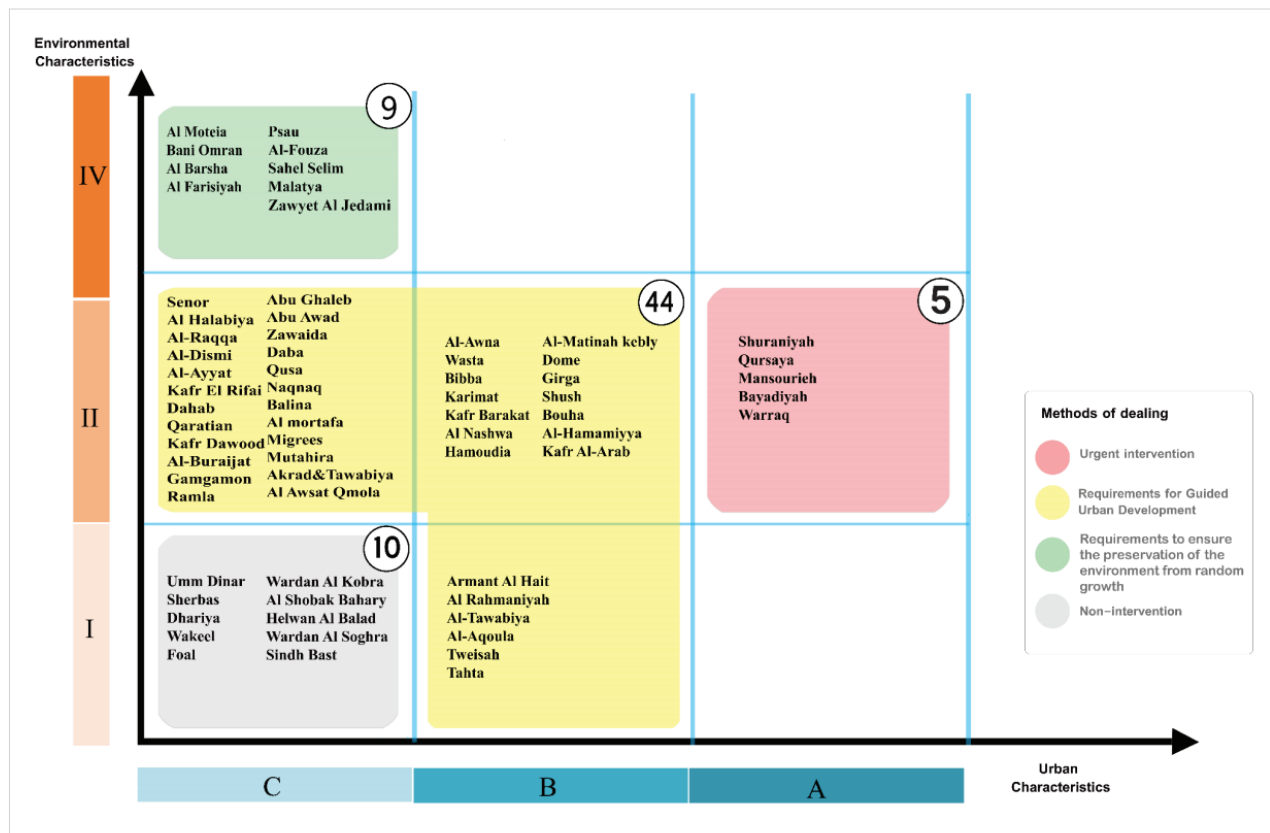 Environmental
Characteristics
IV
9
Al Moteia
Bani Omran
Al Barsha
Al Farisiyah
Psau
Al-Fouza
Sahel Selim
Malatya
Zawyet Al Jedami
II
44
Senor
Al Halabiya
Al-Raqqa
Al-Dismi
Al-Ayyat
Kafr El Rifai
Dahab
Qaratian
Kafr Dawood
Al-Buraijat
Gamgamon
Ramla
Abu Ghaleb
Abu Awad
Zawaida
Daba
Qusa
Naqnaq
Balina
Al mortafa
Migrees
Mutahira
Akrad&Tawabiya
Al Awsat Qmola
Al-Awna
Wasta
Bibba
Karimat
Kafr Barakat
Al Nashwa
Hamoudia
Al-Matinah kebly
Dome
Girga
Shush
Bouha
Al-Hamamiyya
Kafr Al-Arab
5
Shuraniyah
Qursaya
Mansourieh
Bayadiyah
Warraq
I
10
Umm Dinar
Sherbas
Dhariya
Wakeel
Foal
Wardan Al Kobra
Al Shobak Bahary
Helwan Al Balad
Wardan Al Soghra
Sindh Bast
Armant Al Hait
Al Rahmaniyah
Al-Tawabiya
Al-Aqoula
Tweisah
Tahta
Methods of dealing
Urgent intervention
Requirements for Guided
Urban Development
Requirements to ensure
the preservation of the
environment from random
growth
Non-intervention
C
B
A
Urban
Characteristics